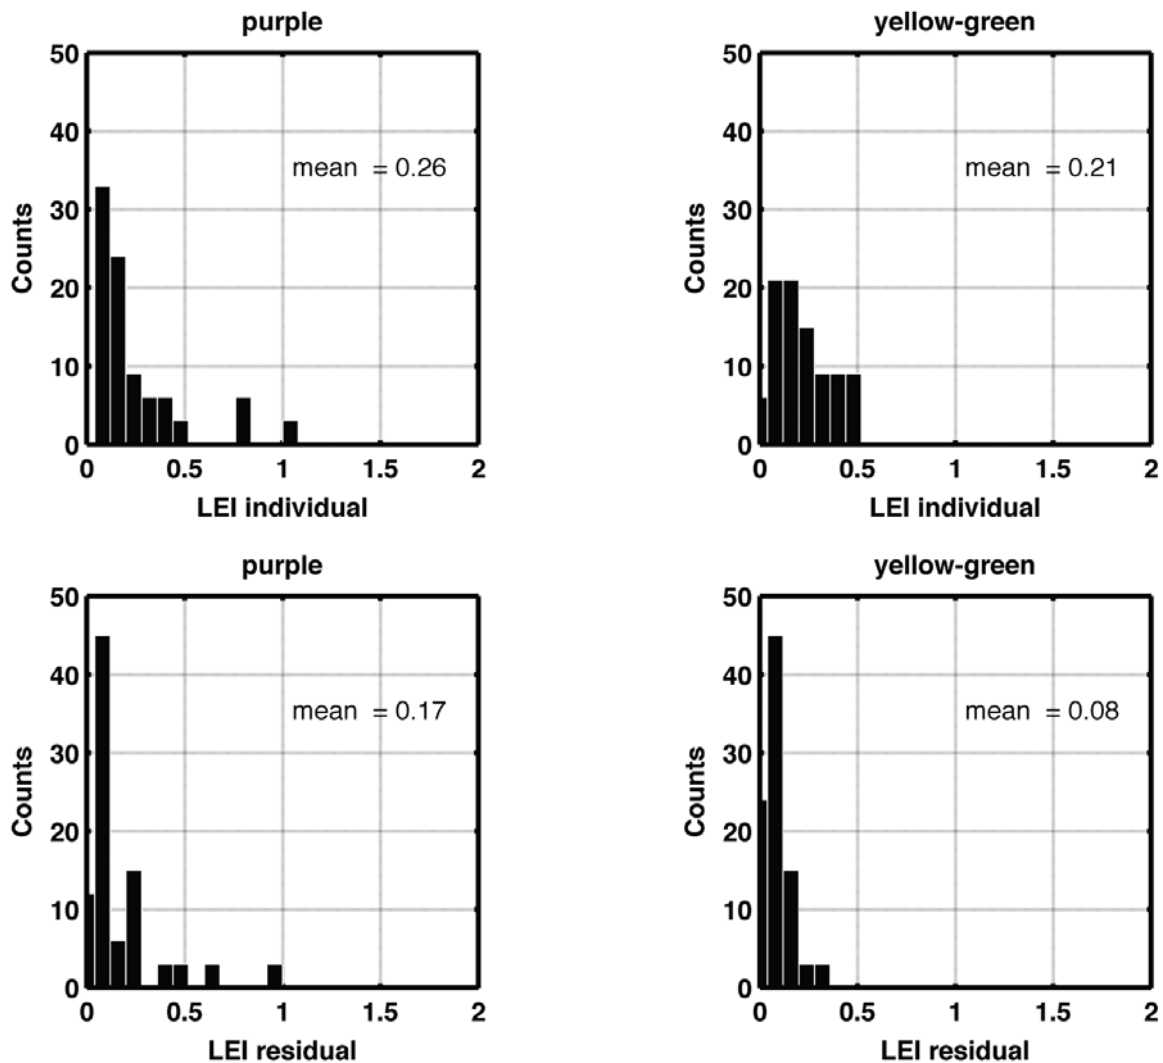 purple
50
40
30
20
10
0
Counts
mean = 0.26
0 0.5 1 1.5 2
LEI individual
yellow-green
50
40
30
20
10
0
Counts
mean = 0.21
0 0.5 1 1.5 2
LEI individual
purple
50
40
30
20
10
0
Counts
mean = 0.17
0 0.5 1 1.5 2
LEI residual
yellow-green
50
40
30
20
10
0
Counts
mean = 0.08
0 0.5 1 1.5 2
LEI residual